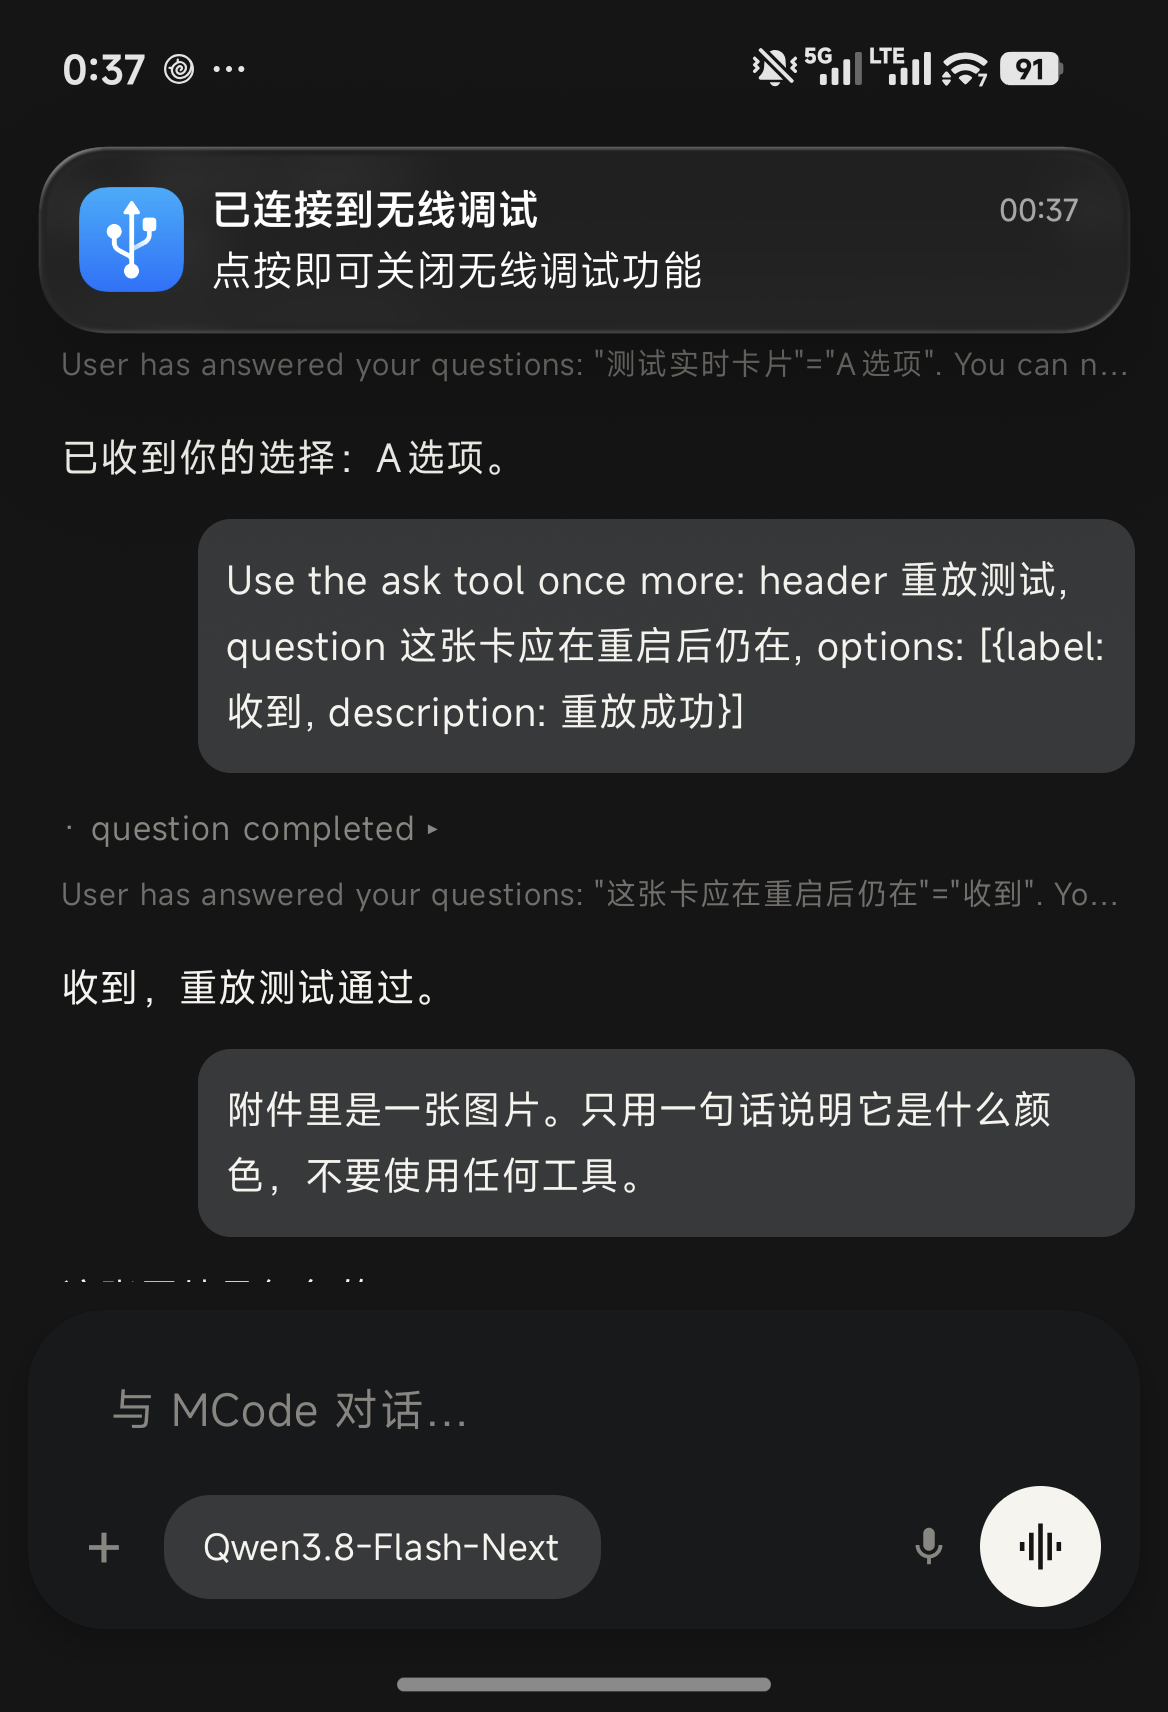 0:37
5G LTE 7 91
已连接到无线调试 00:37
点按即可关闭无线调试功能
User has answered your questions: "测试实时卡片"="A 选项". You can n...
已收到你的选择：A 选项。
Use the ask tool once more: header 重放测试,
question 这张卡应在重启后仍在, options: [{label:
收到, description: 重放成功}]
· question completed ▸
User has answered your questions: "这张卡应在重启后仍在"="收到". Yo...
收到，重放测试通过。
附件里是一张图片。只用一句话说明它是什么颜
色，不要使用任何工具。
与 MCode 对话...
Qwen3.8-Flash-Next